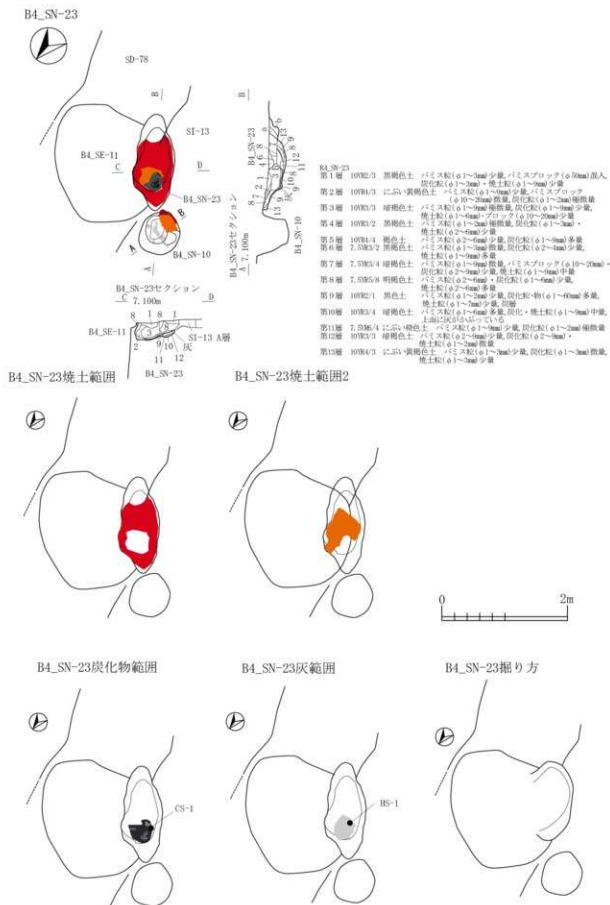 B4_SN-23
SD-78
B
B
SI-13
B4_SE-11
C
D
B4_SN-23
B
A
A
B4_SN-10
B4_SN-23
B4_SN-10
灰
B4_SN-23セクション
A 7.100m
B4_SN-23セクション
C 7.100m D
8 1 8 1
B4_SE-11
SI-13 A層
灰
12
11
B4_SN-23
B4_SN-23
第1層 10YR2/3 黒褐色土 パミス粒(φ1~3㎜)少量,パミスブロック(φ50㎜)混入,
炭化粒(φ1~3㎜)・焼土粒(φ1~9㎜)少量
第2層 10YR4/3 にぶい黄褐色土 パミス粒(φ1~9㎜)少量,パミスブロック
(φ10~20㎜)微量,炭化粒(φ1~2㎜)極微量
第3層 10YR3/3 暗褐色土 パミス粒(φ1~9㎜)極微量,炭化粒(φ1~9㎜)少量,
焼土粒(φ1~6㎜)・ブロック(φ10~20㎜)少量
第4層 10YR3/2 黒褐色土 パミス粒(φ1~2㎜)極微量,炭化粒(φ1~3㎜)・
焼土粒(φ2~6㎜)少量
第5層 10YR4/4 褐色土 パミス粒(φ2~6㎜)少量,炭化粒(φ1~9㎜)多量
第6層 7.5YR3/2 黒褐色土 パミス粒(φ1~3㎜)微量,炭化粒(φ2~4㎜)少量,
焼土粒(φ1~9㎜)多量
第7層 7.5YR3/4 暗褐色土 パミス粒(φ1~9㎜)微量,パミスブロック(φ10~20㎜)・
炭化粒(φ2~9㎜)少量,焼土粒(φ1~9㎜)中量
第8層 7.5YR5/8 明褐色土 パミス粒(φ2~6㎜)・炭化粒(φ1~6㎜)少量,
焼土粒(φ2~6㎜)多量
第9層 10YR2/1 黒色土 パミス粒(φ1~2㎜)少量,炭化粒・物(φ1~60㎜)多量,
焼土粒(φ1~7㎜)少量,炭層
第10層 10YR3/4 暗褐色土 パミス粒(φ1~6㎜)多量,炭化・焼土粒(φ1~9㎜)中量,
上面に灰がかぶっている
第11層 7.5YR6/4 にぶい橙色土 パミス粒(φ1~9㎜)少量,炭化粒(φ1~2㎜)極微量
第12層 10YR3/3 暗褐色土 パミス粒(φ1~9㎜)少量,炭化粒(φ2~9㎜)・
焼土粒(φ1~2㎜)微量
第13層 10YR4/3 にぶい黄褐色土 パミス粒(φ1~3㎜)少量,炭化粒(φ1~3㎜)微量,
焼土粒(φ1~3㎜)少量
B4_SN-23焼土範囲
B4_SN-23焼土範囲2
0 2m
B4_SN-23炭化物範囲
B4_SN-23灰範囲
B4_SN-23掘り方
CS-1
HS-1